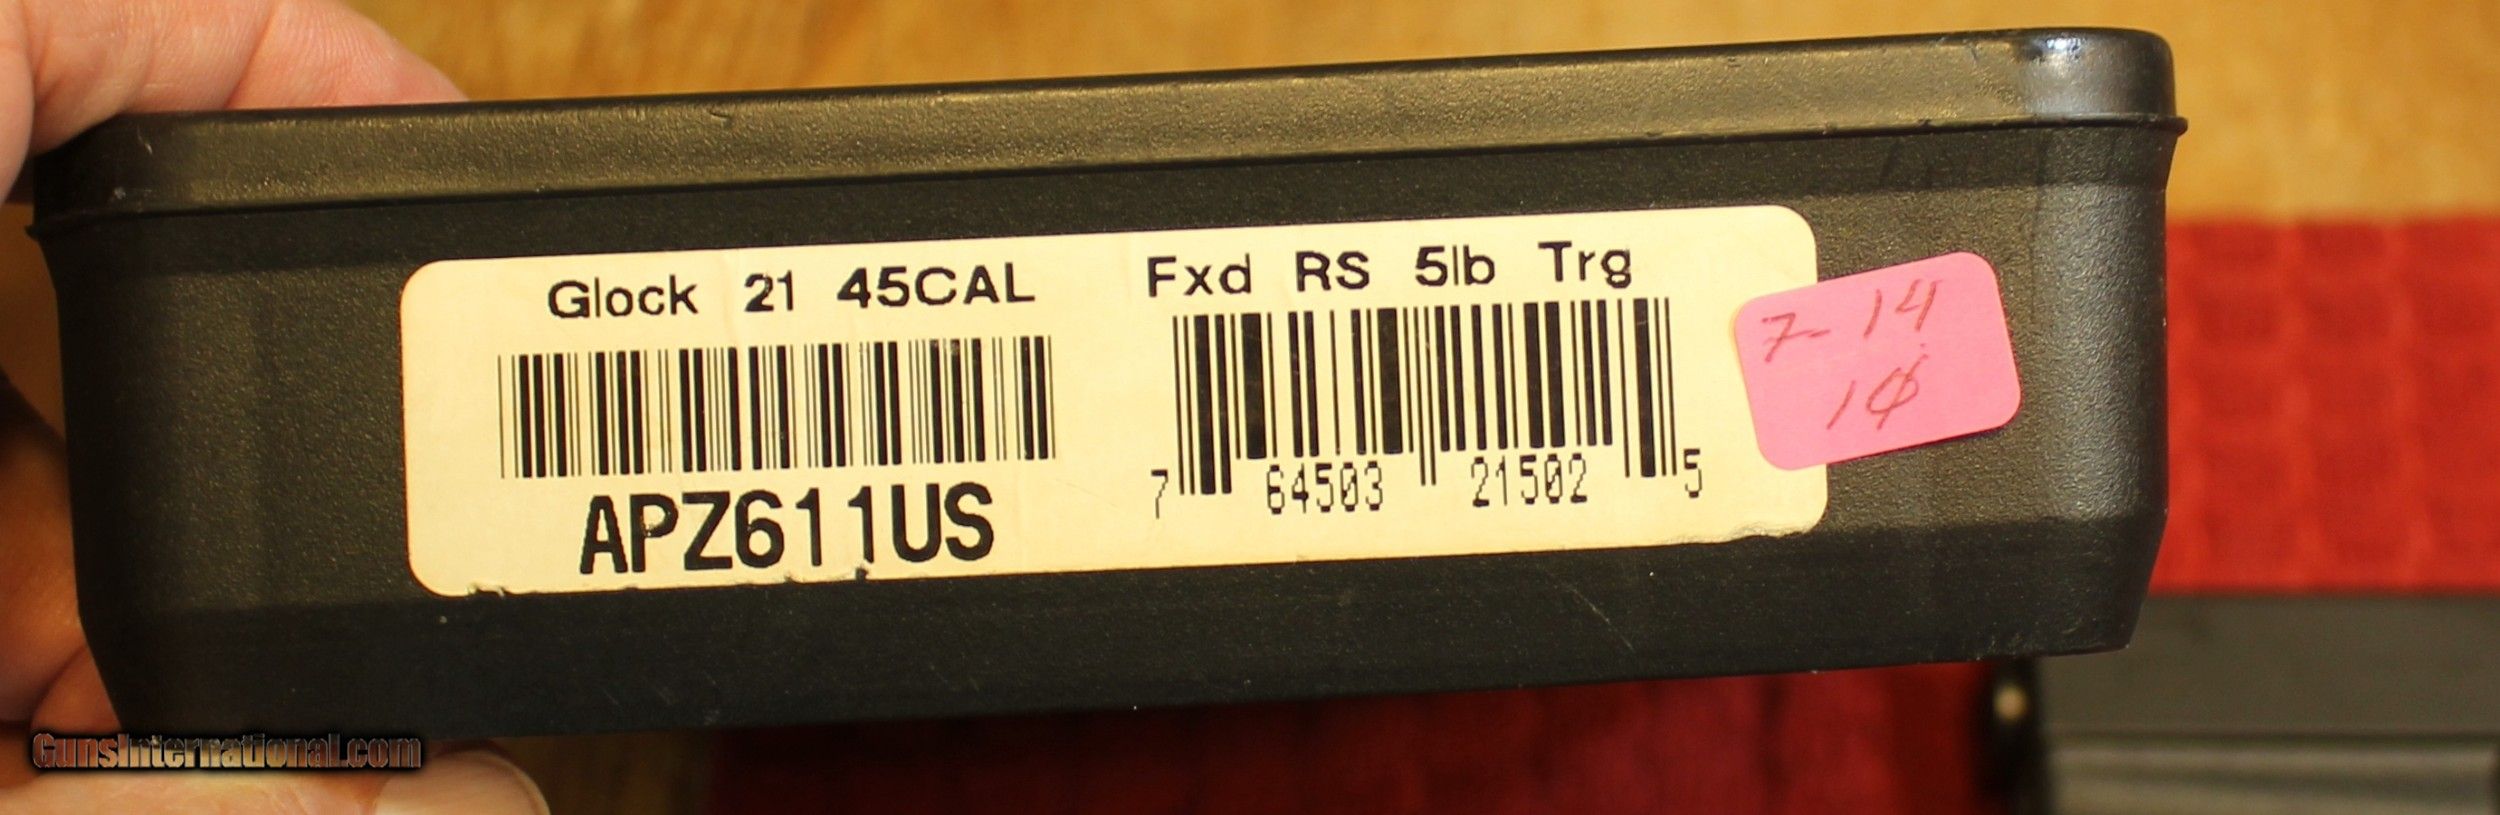 Glock 21 45CAL Fxd RS 5lb Trg
APZ611US
7 64503 21502 5
7-14
10
GunsInternational.com